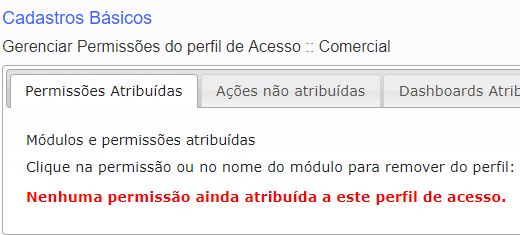 Cadastros Básicos
Gerenciar Permissões do perfil de Acesso :: Comercial
Permissões Atribuídas
Ações não atribuídas
Dashboards Atrib
Módulos e permissões atribuídas
Clique na permissão ou no nome do módulo para remover do perfil:
Nenhuma permissão ainda atribuída a este perfil de acesso.